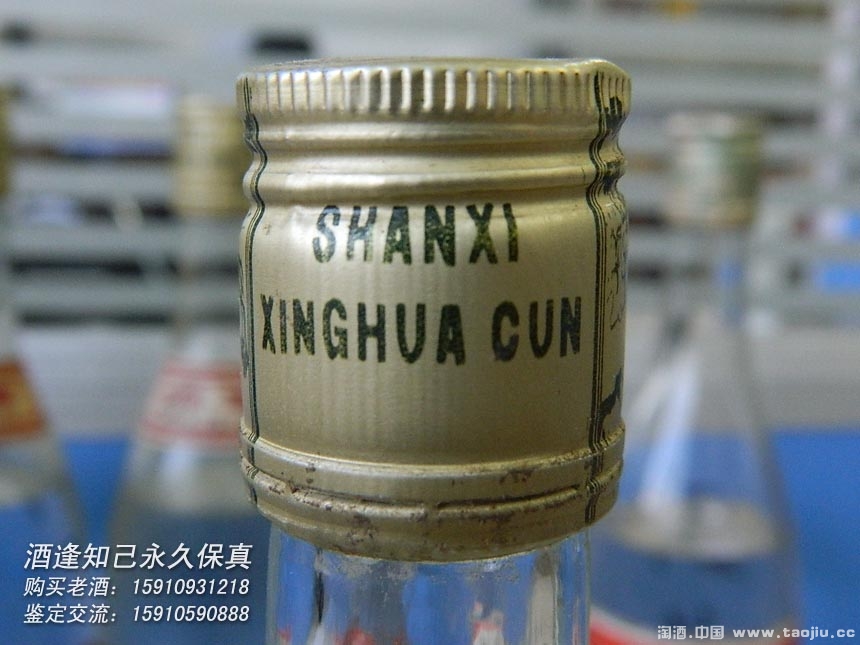 SHANXI
XINGHUA CUN
酒逢知己永久保真
购买老酒：15910931218
鉴定交流：15910590888
淘酒.中国 www.taojiu.cc